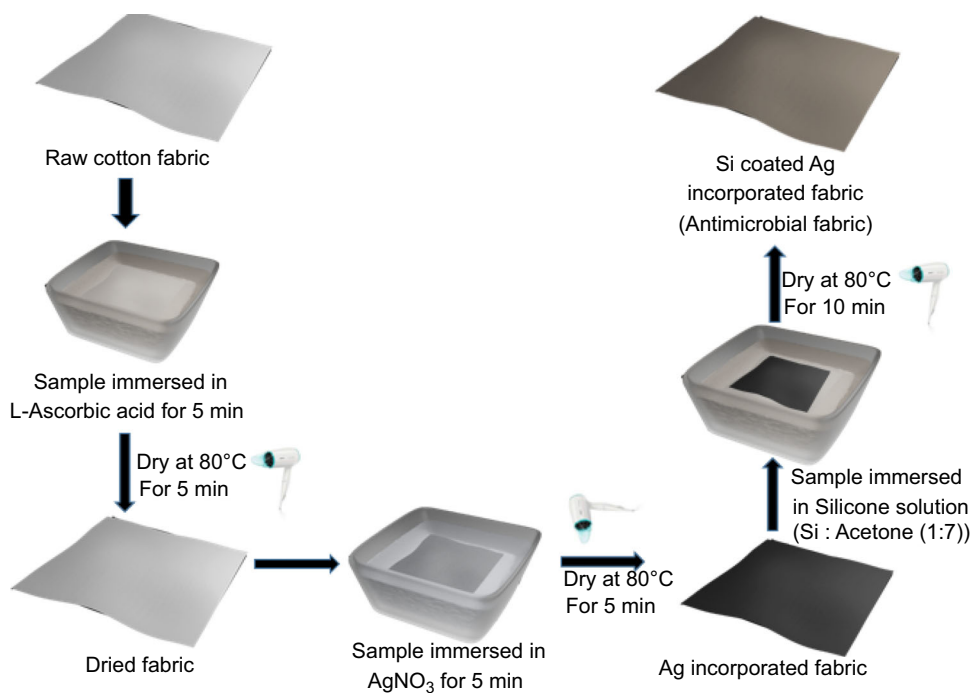 Raw cotton fabric
Sample immersed in
L-Ascorbic acid for 5 min
Dry at 80°C
For 5 min
Dried fabric
Sample immersed in
AgNO₃ for 5 min
Dry at 80°C
For 5 min
Ag incorporated fabric
Sample immersed
in Silicone solution
(Si : Acetone (1:7))
Dry at 80°C
For 10 min
Si coated Ag
incorporated fabric
(Antimicrobial fabric)